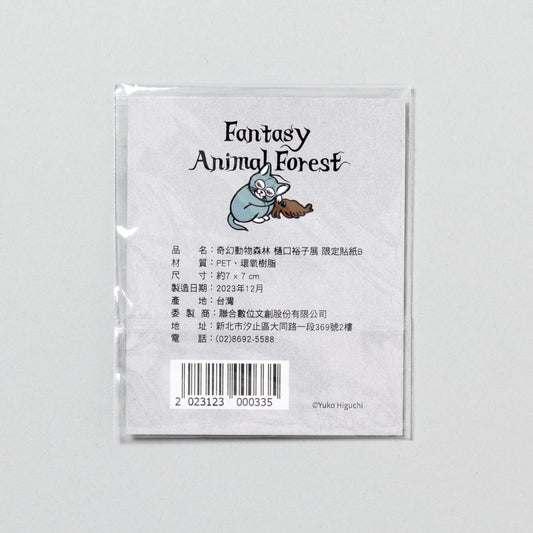 Fantasy
Animal Forest
品　名：奇幻動物森林 樋口裕子展 限定貼紙B
材　質：PET、環氧樹脂
尺　寸：約7 x 7 cm
製造日期：2023年12月
產　地：台灣
委 製 商：聯合數位文創股份有限公司
地　址：新北市汐止區大同路一段369號2樓
電　話：(02)8692-5588
2 023123 000335
©Yuko Higuchi